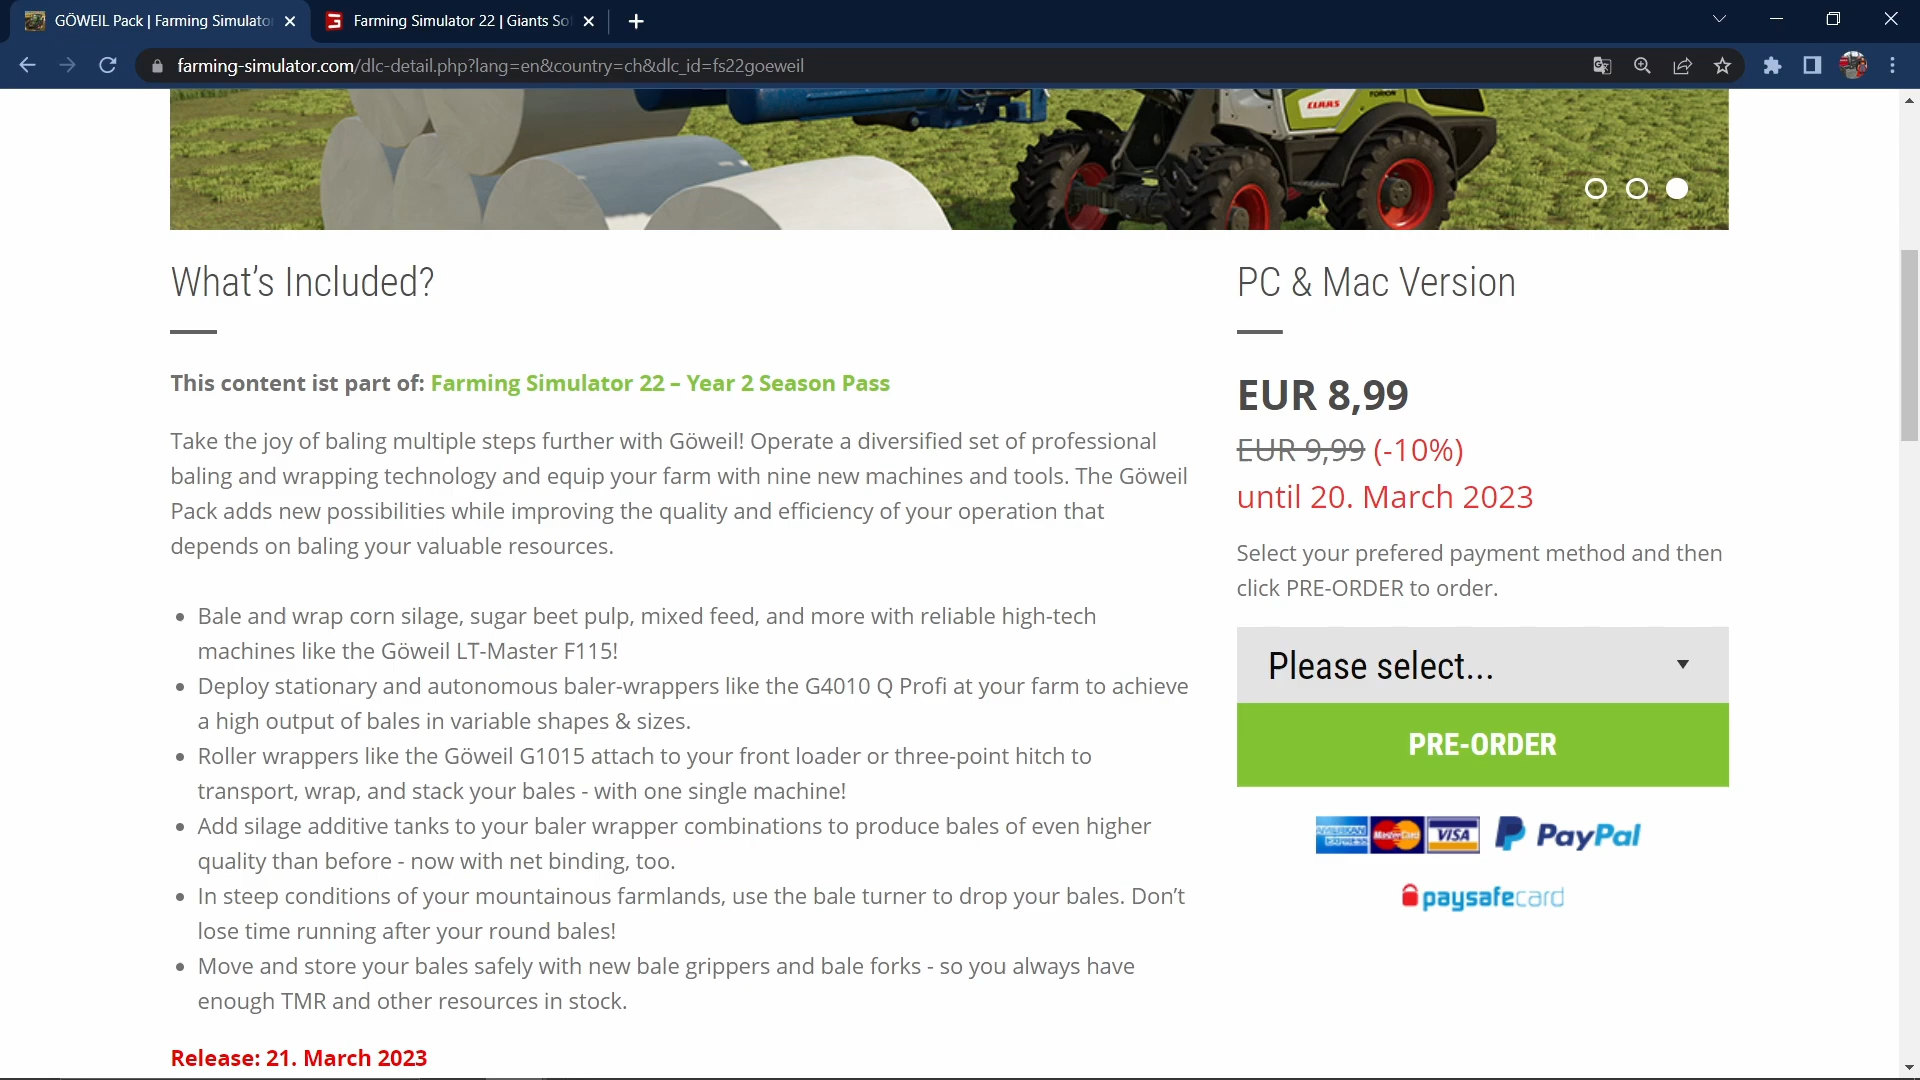 GÖWEIL Pack | Farming Simulator
Farming Simulator 22 | Giants So
farming-simulator.com/dlc-detail.php?lang=en&country=ch&dlc_id=fs22goeweil
CLAAS
TORION
What's Included?
This content ist part of: Farming Simulator 22 – Year 2 Season Pass
Take the joy of baling multiple steps further with Göweil! Operate a diversified set of professional
baling and wrapping technology and equip your farm with nine new machines and tools. The Göweil
Pack adds new possibilities while improving the quality and efficiency of your operation that
depends on baling your valuable resources.
• Bale and wrap corn silage, sugar beet pulp, mixed feed, and more with reliable high-tech
machines like the Göweil LT-Master F115!
• Deploy stationary and autonomous baler-wrappers like the G4010 Q Profi at your farm to achieve
a high output of bales in variable shapes & sizes.
• Roller wrappers like the Göweil G1015 attach to your front loader or three-point hitch to
transport, wrap, and stack your bales - with one single machine!
• Add silage additive tanks to your baler wrapper combinations to produce bales of even higher
quality than before - now with net binding, too.
• In steep conditions of your mountainous farmlands, use the bale turner to drop your bales. Don't
lose time running after your round bales!
• Move and store your bales safely with new bale grippers and bale forks - so you always have
enough TMR and other resources in stock.
Release: 21. March 2023
PC & Mac Version
EUR 8,99
EUR 9,99 (-10%)
until 20. March 2023
Select your prefered payment method and then
click PRE-ORDER to order.
Please select...
PRE-ORDER
AMERICAN EXPRESS MasterCard VISA PayPal
paysafecard